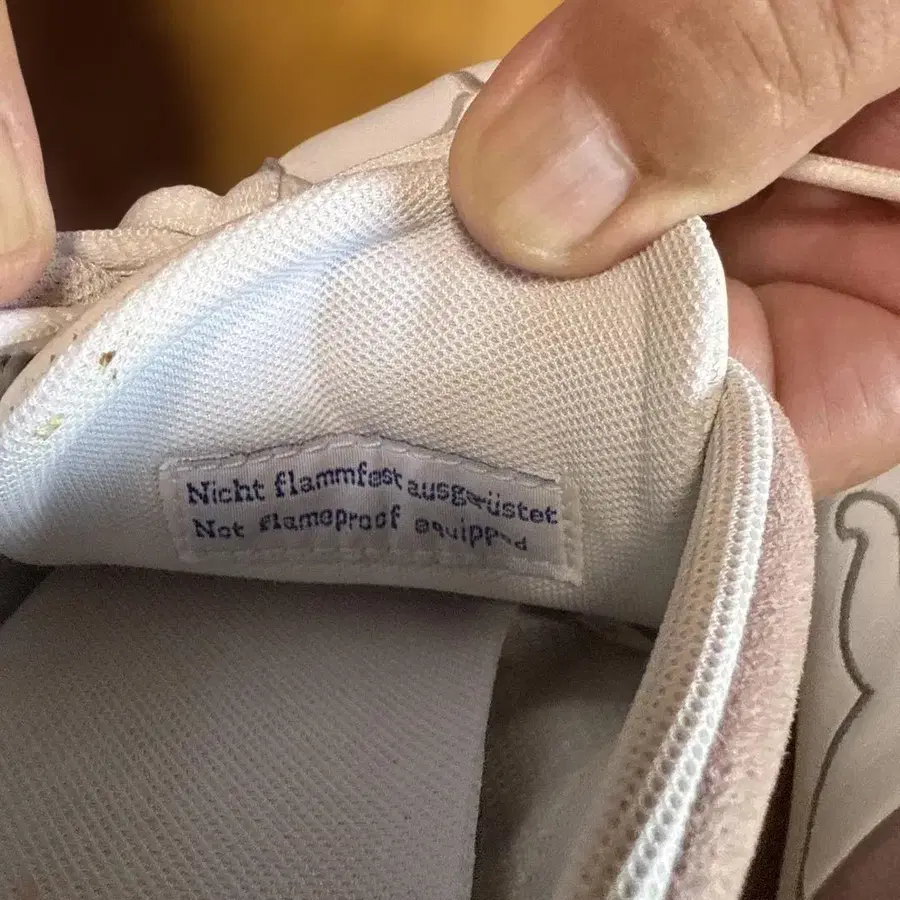 Nicht flammfest ausgerüstet
Not flameproof equipped